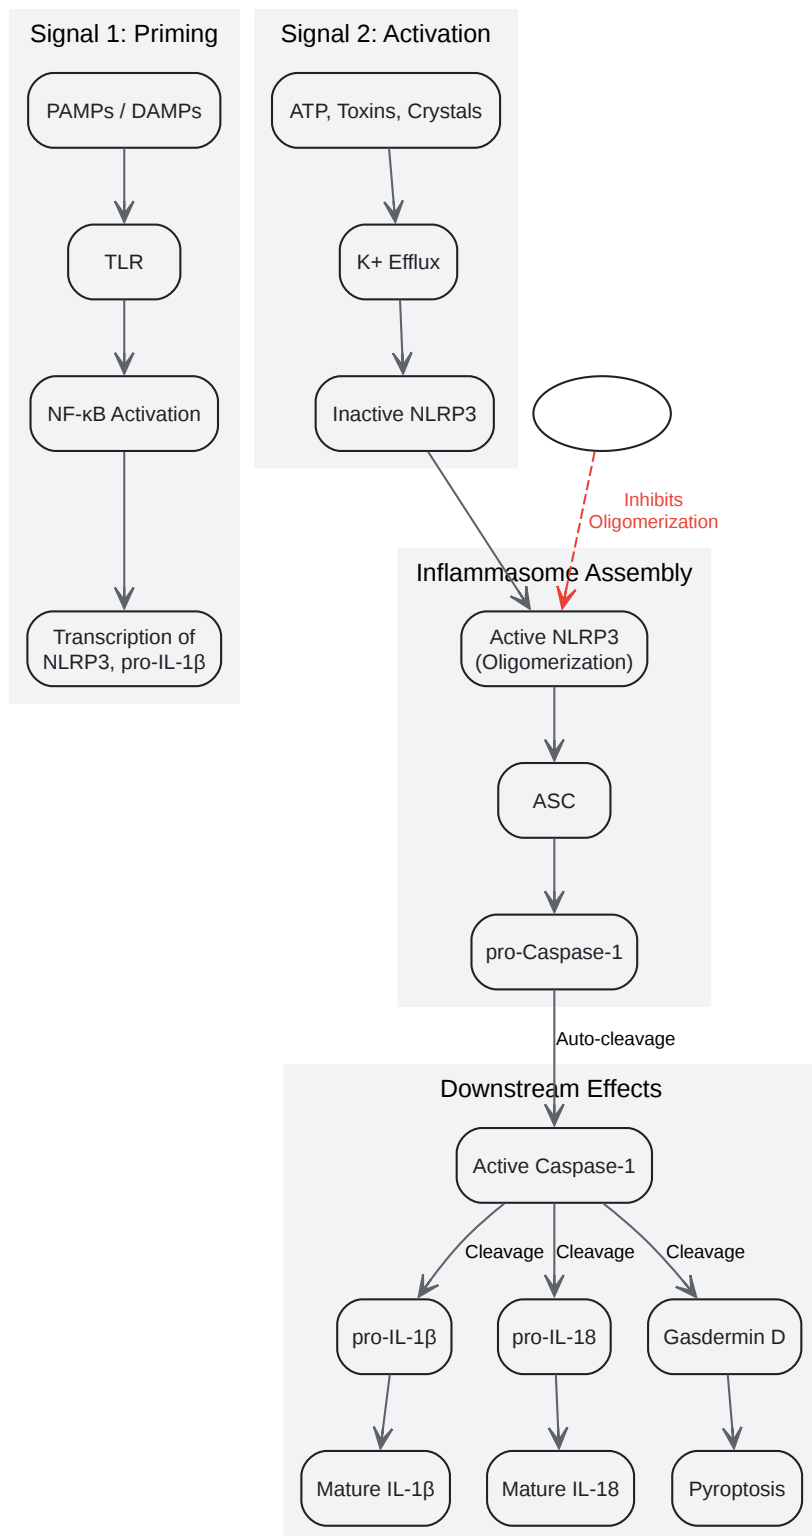 Signal 1: Priming
PAMPs / DAMPs
TLR
NF-κB Activation
Transcription of
NLRP3, pro-IL-1β
Signal 2: Activation
ATP, Toxins, Crystals
K+ Efflux
Inactive NLRP3
Inhibits
Oligomerization
Inflammasome Assembly
Active NLRP3
(Oligomerization)
ASC
pro-Caspase-1
Auto-cleavage
Downstream Effects
Active Caspase-1
Cleavage
Cleavage
Cleavage
pro-IL-1β
pro-IL-18
Gasdermin D
Mature IL-1β
Mature IL-18
Pyroptosis